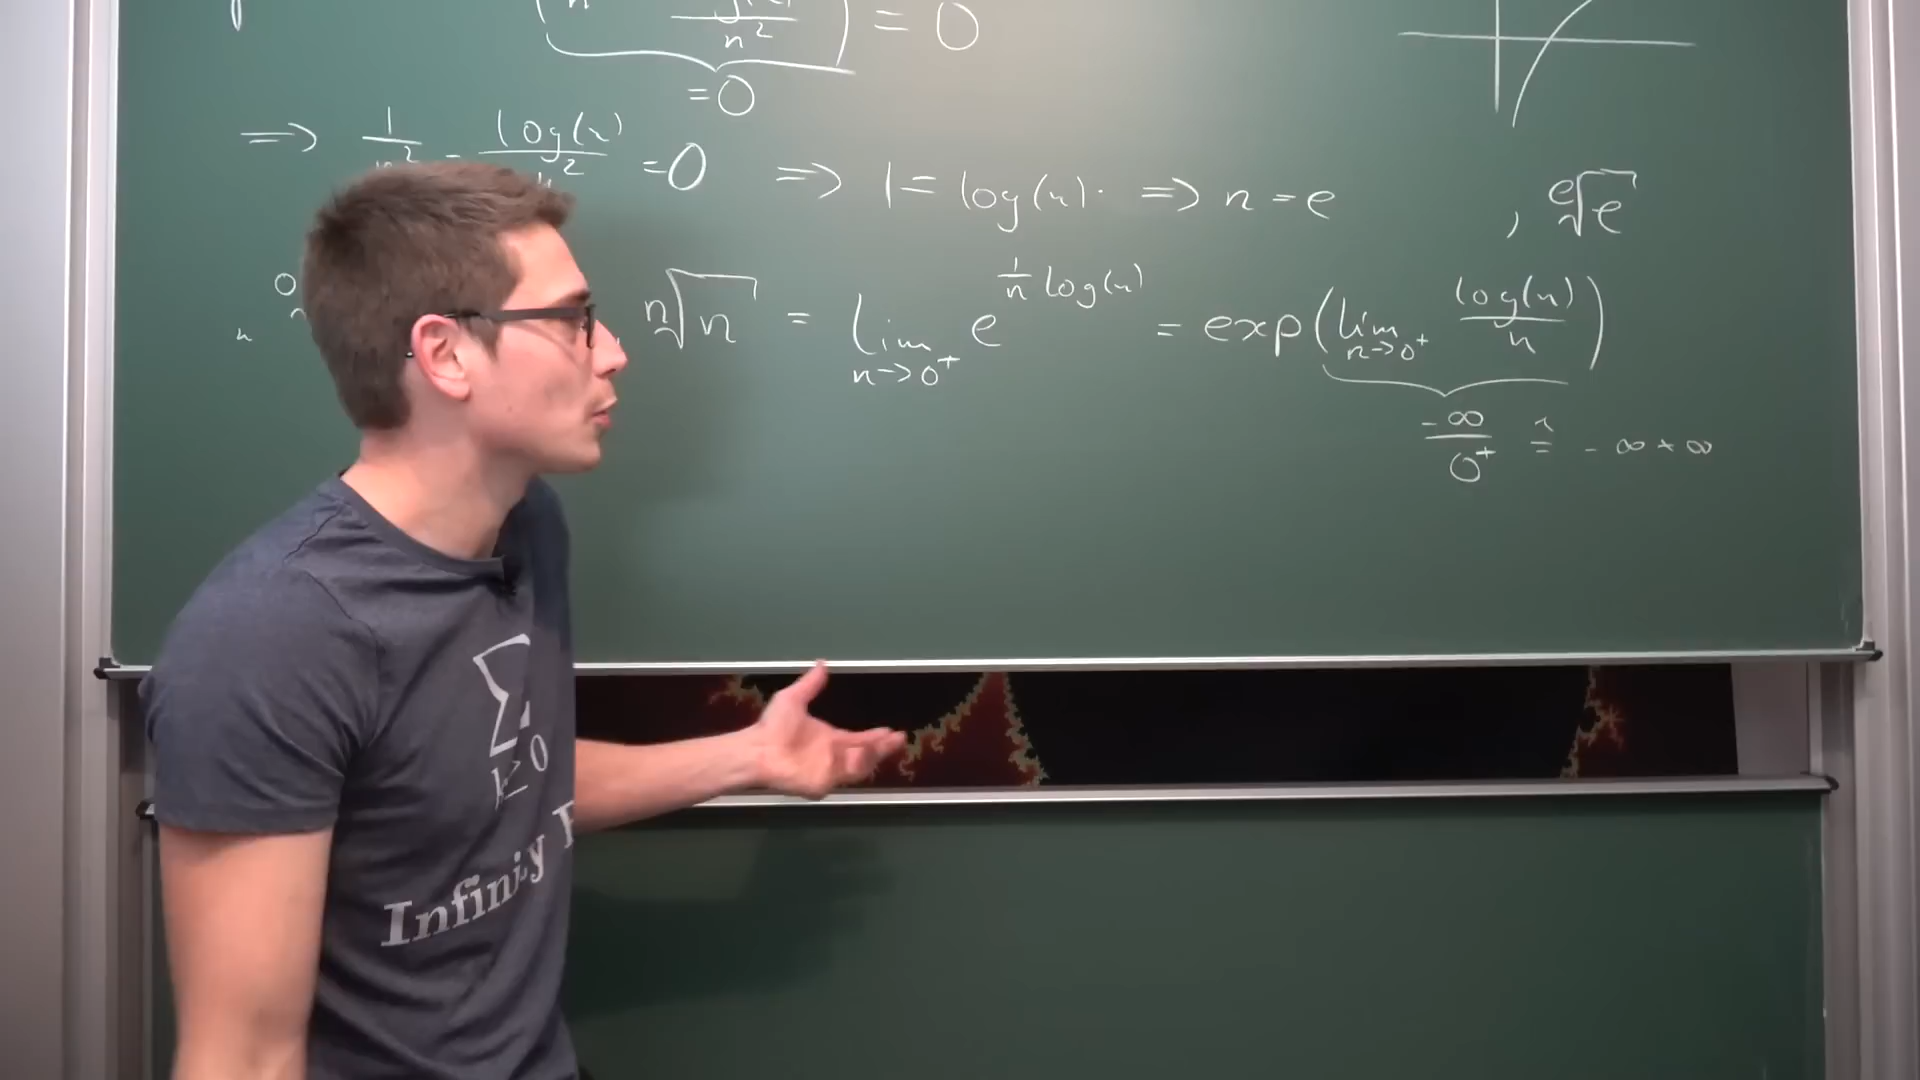 n² = 0
=0
=> 1/n² - log(n)/n² =0 => 1= log(n). => n = e , ᵉ√e
0 ⁿ√n = lim n->0⁺ e^(1/n log(n)) = exp(lim n->0⁺ log(n)/n)
-∞/0⁺ ≙ -∞*∞
Σ
k≥0
Infinity